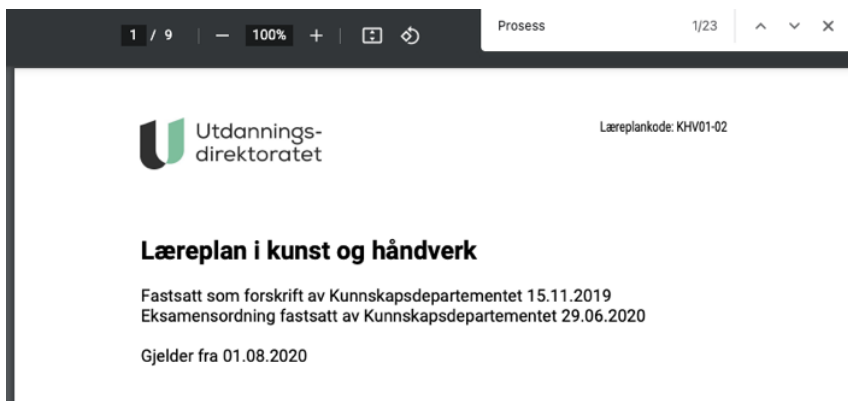 1 / 9 | — 100% + |
Prosess 1/23
Utdannings-
direktoratet
Læreplankode: KHV01-02
Læreplan i kunst og håndverk
Fastsatt som forskrift av Kunnskapsdepartementet 15.11.2019
Eksamensordning fastsatt av Kunnskapsdepartementet 29.06.2020
Gjelder fra 01.08.2020